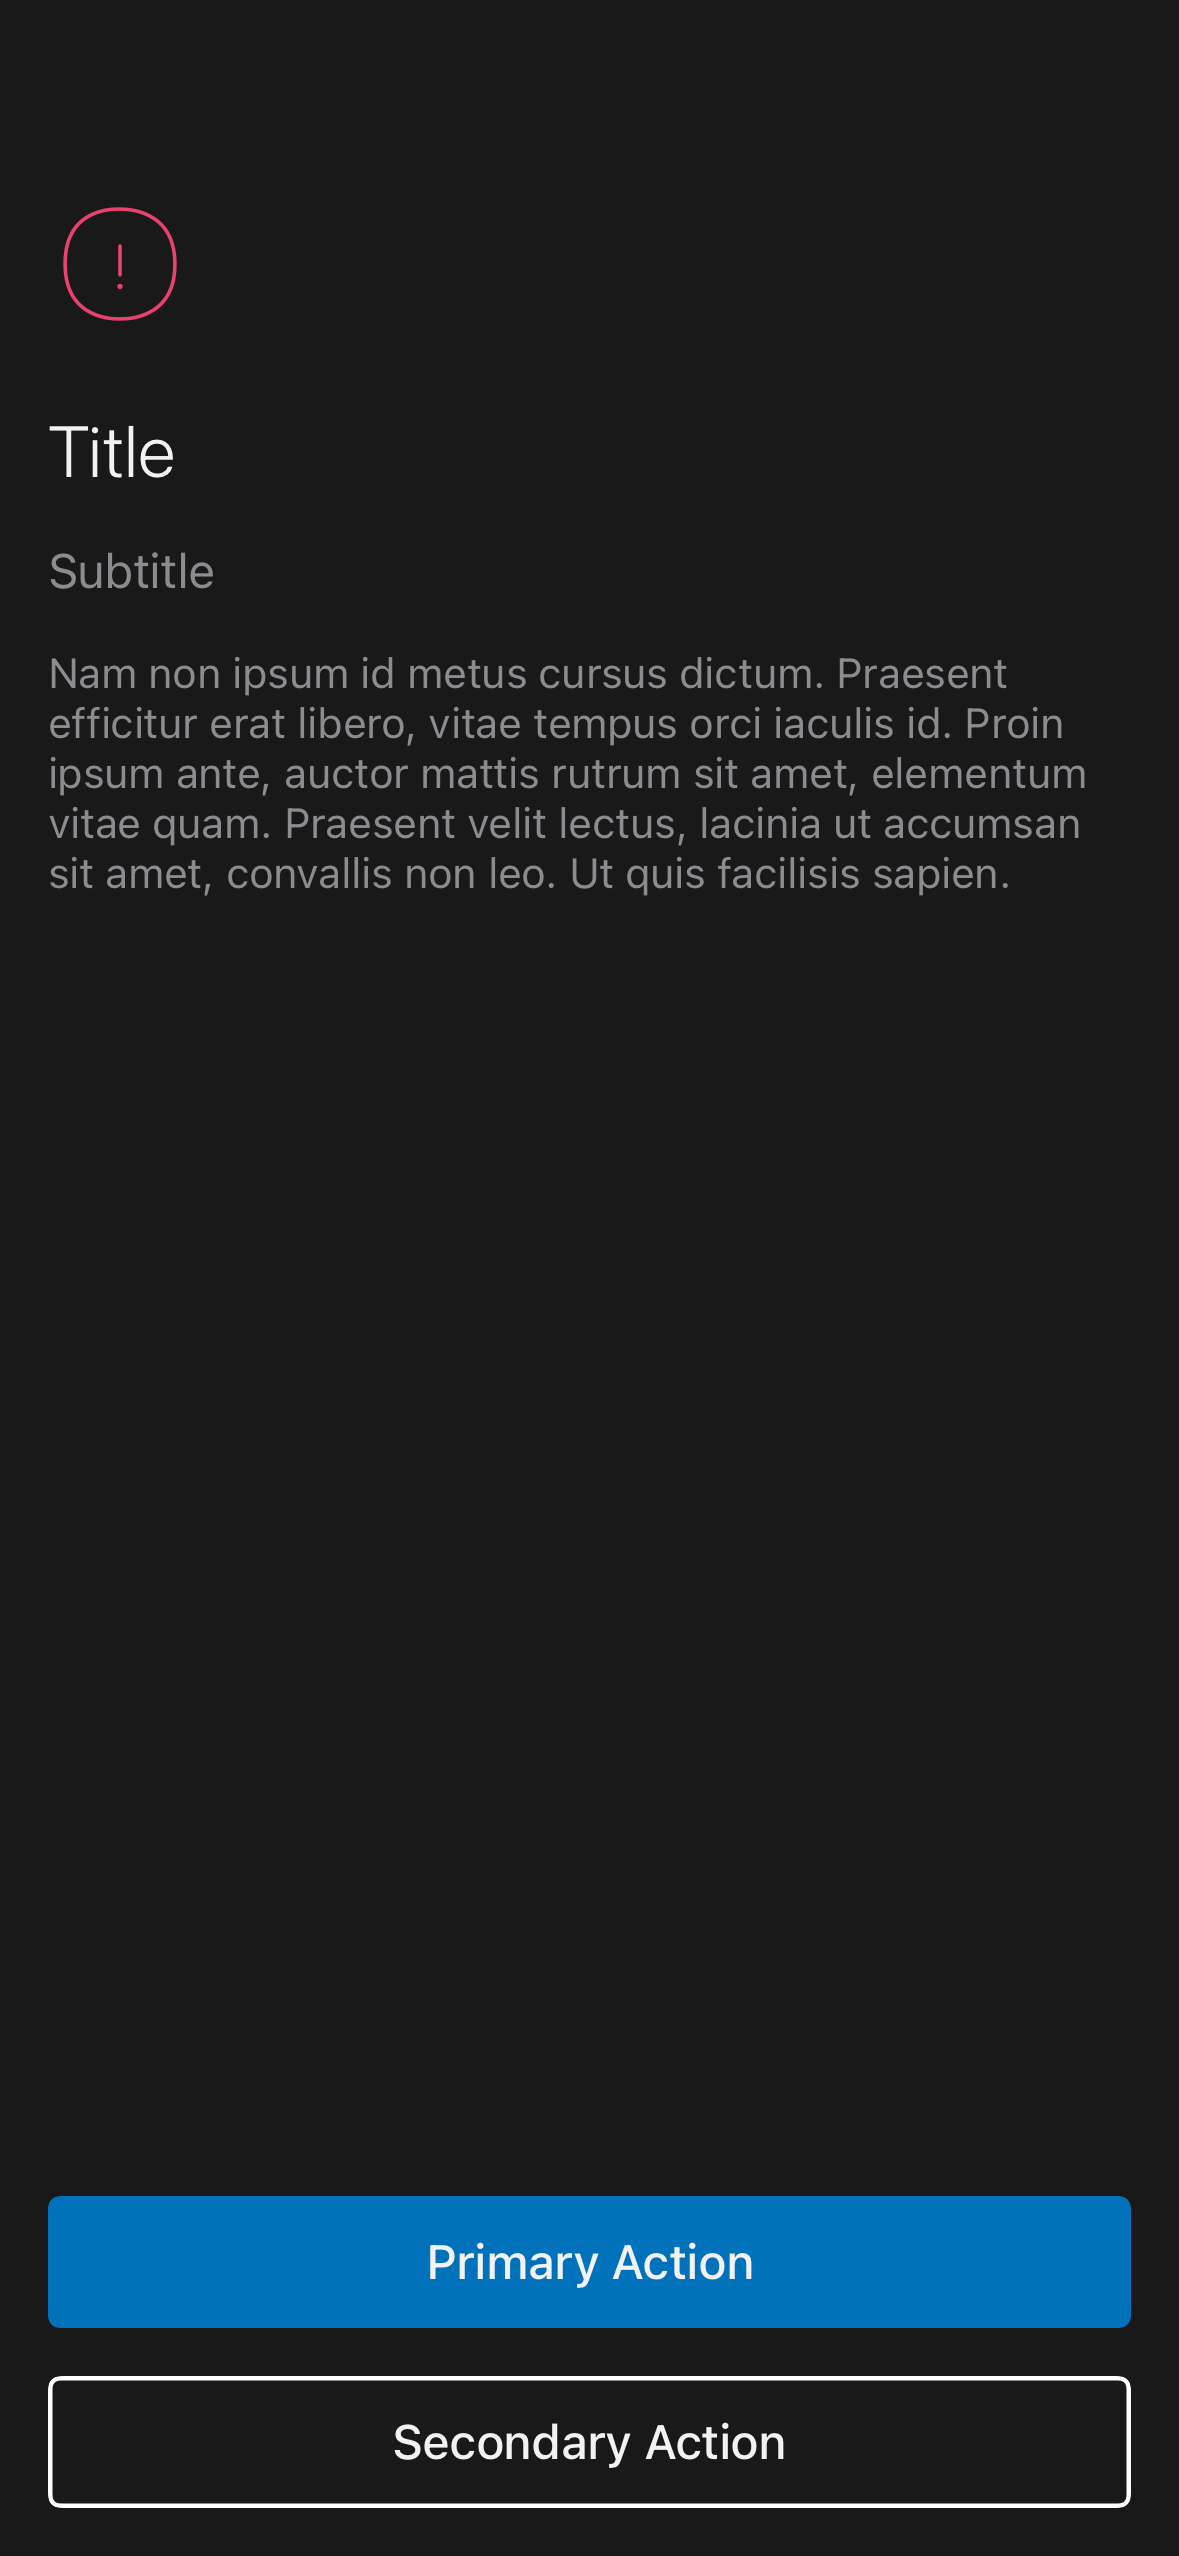 !
Title
Subtitle
Nam non ipsum id metus cursus dictum. Praesent
efficitur erat libero, vitae tempus orci iaculis id. Proin
ipsum ante, auctor mattis rutrum sit amet, elementum
vitae quam. Praesent velit lectus, lacinia ut accumsan
sit amet, convallis non leo. Ut quis facilisis sapien.
Primary Action
Secondary Action